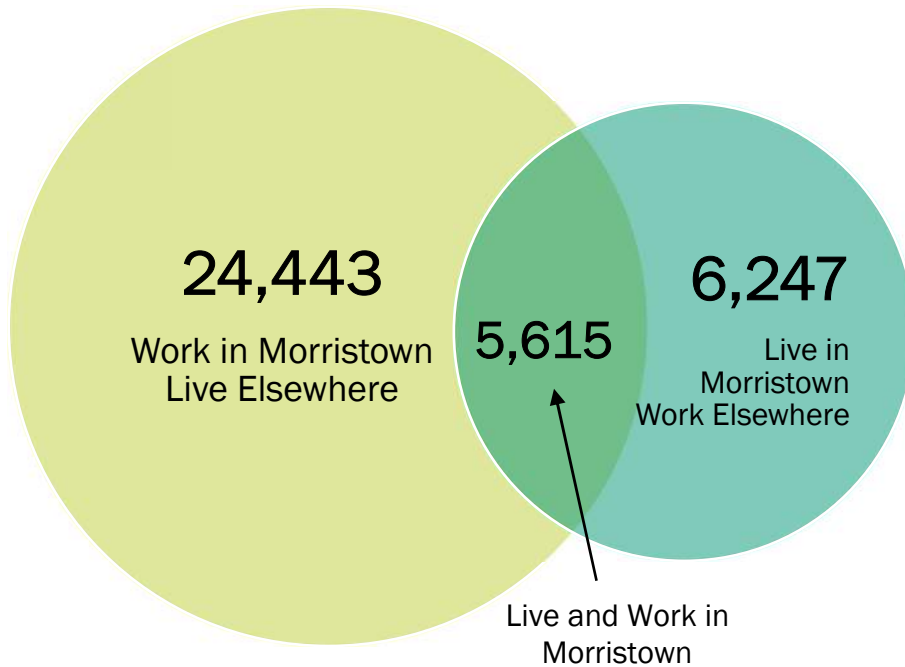 24,443
Work in Morristown
Live Elsewhere
5,615
6,247
Live in
Morristown
Work Elsewhere
Live and Work in
Morristown